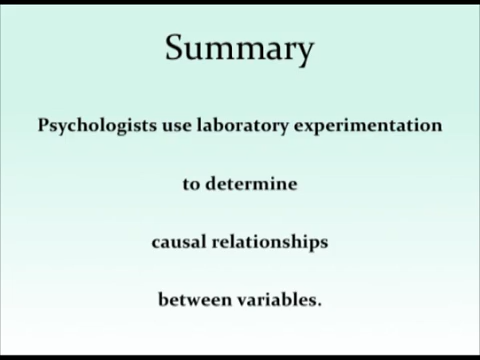 Summary
Psychologists use laboratory experimentation
to determine
causal relationships
between variables.